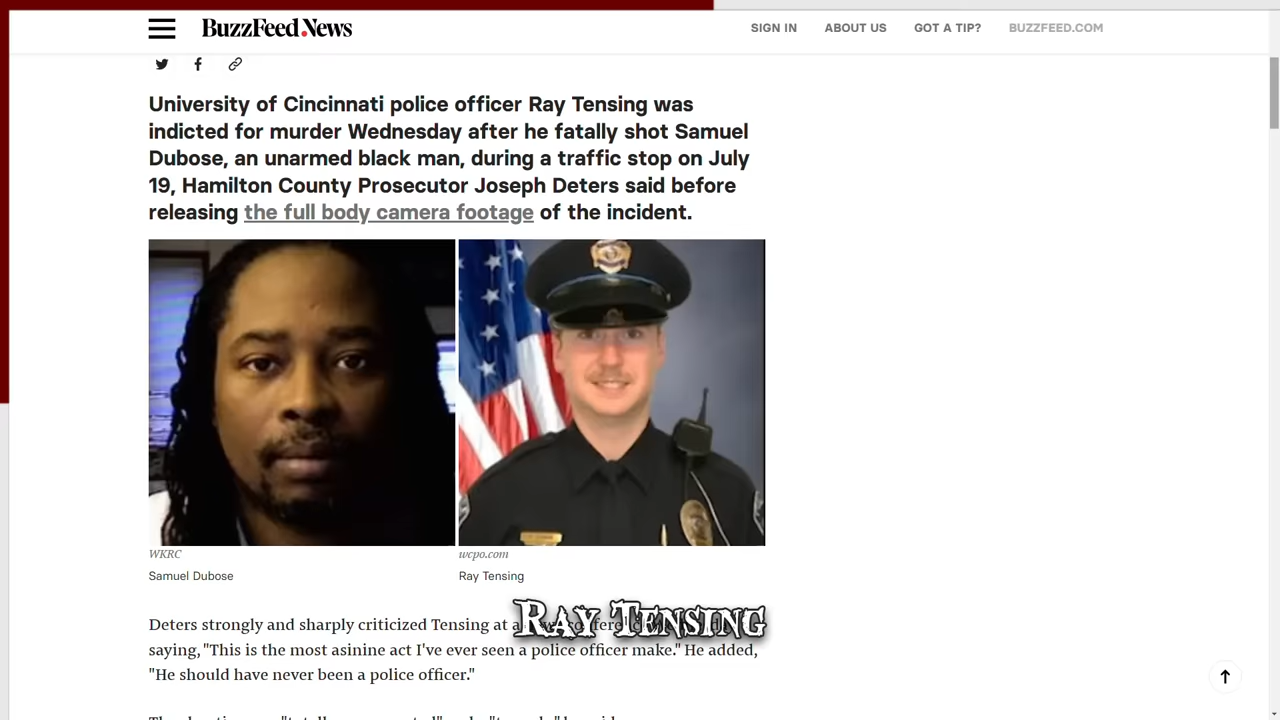 BuzzFeed.News
SIGN IN
ABOUT US
GOT A TIP?
BUZZFEED.COM
University of Cincinnati police officer Ray Tensing was
indicted for murder Wednesday after he fatally shot Samuel
Dubose, an unarmed black man, during a traffic stop on July
19, Hamilton County Prosecutor Joseph Deters said before
releasing the full body camera footage of the incident.
WKRC
wcpo.com
Samuel Dubose
Ray Tensing
Deters strongly and sharply criticized Tensing at a
RAY TENSING
saying, "This is the most asinine act I've ever seen a police officer make." He added,
"He should have never been a police officer."